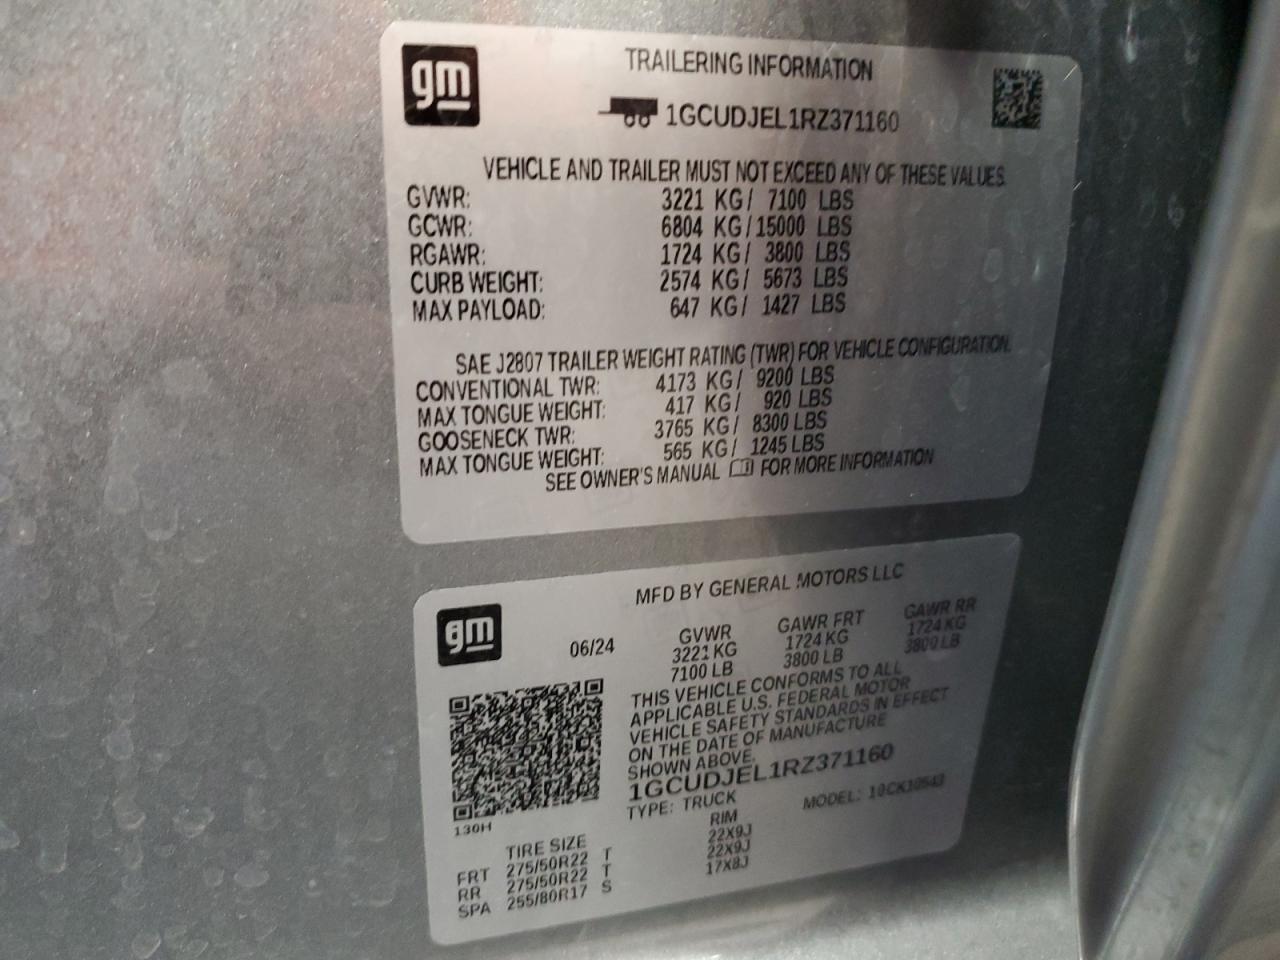 gm
TRAILERING INFORMATION
1GCUDJEL1RZ371160
VEHICLE AND TRAILER MUST NOT EXCEED ANY OF THESE VALUES.
GVWR: 3221 KG/ 7100 LBS
GCWR: 6804 KG/15000 LBS
RGAWR: 1724 KG/ 3800 LBS
CURB WEIGHT: 2574 KG/ 5673 LBS
MAX PAYLOAD: 647 KG/ 1427 LBS
SAE J2807 TRAILER WEIGHT RATING (TWR) FOR VEHICLE CONFIGURATION.
CONVENTIONAL TWR: 4173 KG/ 9200 LBS
MAX TONGUE WEIGHT: 417 KG/ 920 LBS
GOOSENECK TWR: 3765 KG/ 8300 LBS
MAX TONGUE WEIGHT: 565 KG/ 1245 LBS
SEE OWNER'S MANUAL FOR MORE INFORMATION
gm
MFD BY GENERAL MOTORS LLC
06/24
GVWR GAWR FRT GAWR RR
3221 KG 1724 KG 1724 KG
7100 LB 3800 LB 3800 LB
THIS VEHICLE CONFORMS TO ALL
APPLICABLE U.S. FEDERAL MOTOR
VEHICLE SAFETY STANDARDS IN EFFECT
ON THE DATE OF MANUFACTURE
SHOWN ABOVE.
1GCUDJEL1RZ371160
TYPE: TRUCK MODEL: 10CK10543
130H
TIRE SIZE RIM
FRT 275/50R22 T 22X9J
RR 275/50R22 T 22X9J
SPA 255/80R17 S 17X8J